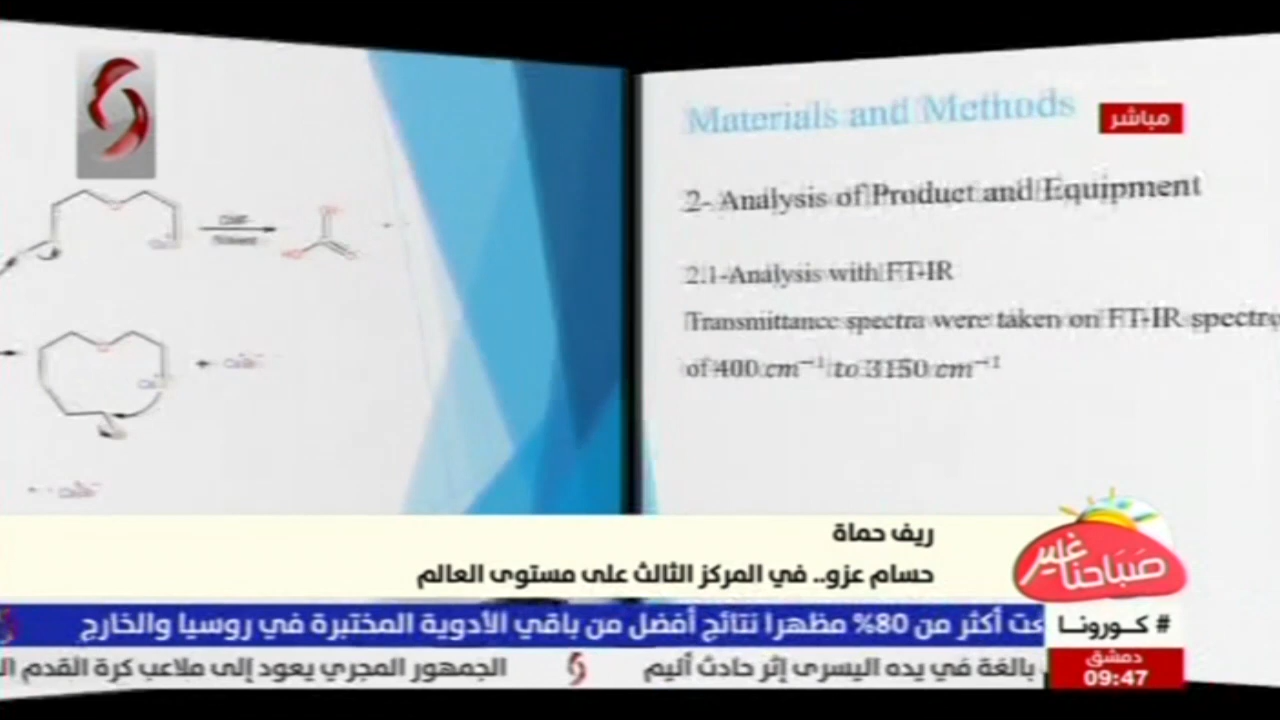 Materials and Methods
مباشر
2- Analysis of Product and Equipment
2.1-Analysis with FT-IR
Transmittance spectra were taken on FT-IR
of 400 cm⁻¹ to 3150 cm⁻¹
ريف حماة
حسام عزو.. في المركز الثالث على مستوى العالم
صباحنا غير
# كورونا
أكثر من 80% مظهرا نتائج أفضل من باقي الأدوية المختبرة في روسيا والخارج
بالغة في يده اليسرى إثر حادث أليم
الجمهور المجري يعود إلى ملاعب كرة القدم
دمشق
09:47